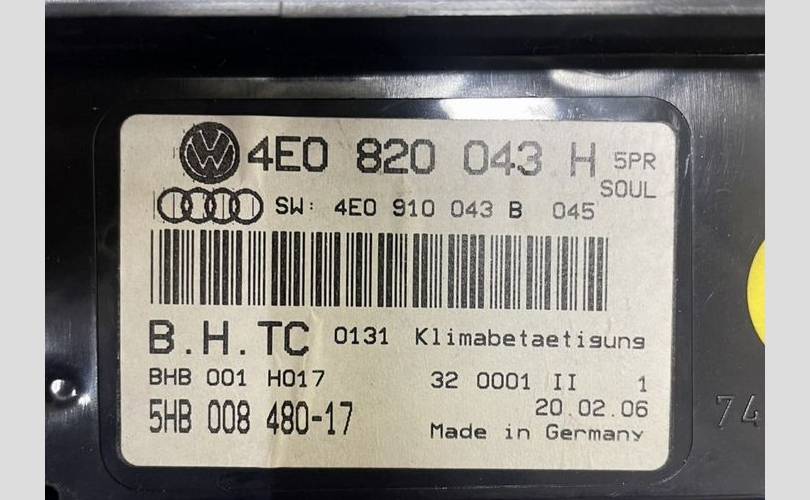 4E0 820 043 H 5PR
SOUL
SW: 4E0 910 043 B 045
B.H.TC 0131 Klimabetaetigung
BHB 001 H017 32 0001 II 1
20.02.06
5HB 008 480-17 Made in Germany
74